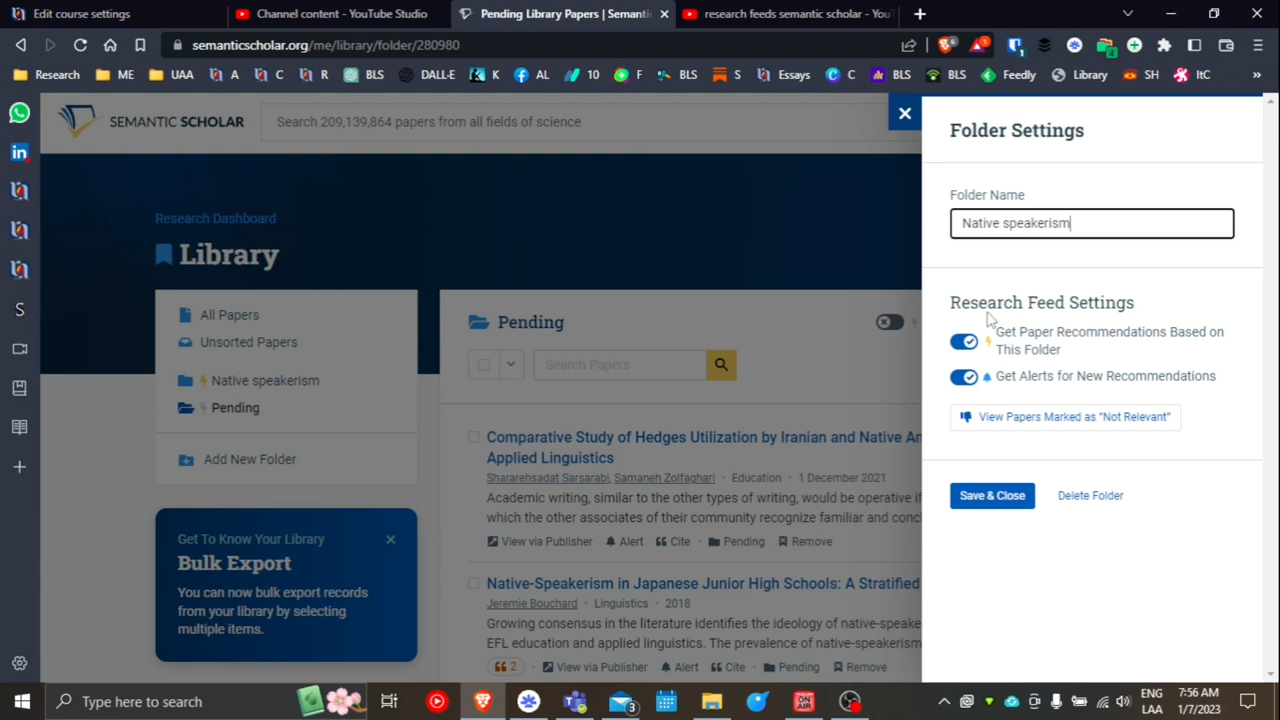 Edit course settings
Channel content - YouTube Studio
Pending Library Papers | Semanti
research feeds semantic scholar - You
semanticscholar.org/me/library/folder/280980
Research
ME
UAA
A
C
R
BLS
DALL-E
K
AL
10
F
BLS
S
Essays
C
BLS
BLS
Feedly
Library
SH
ItC
»
SEMANTIC SCHOLAR
Search 209,139,864 papers from all fields of science
Research Dashboard
Library
All Papers
Unsorted Papers
Native speakerism
Pending
Add New Folder
Get To Know Your Library
Bulk Export
You can now bulk export records
from your library by selecting
multiple items.
Pending
Search Papers
Comparative Study of Hedges Utilization by Iranian and Native An
Applied Linguistics
Shararehsadat Sarsarabi, Samaneh Zolfaghari · Education · 1 December 2021
Academic writing, similar to the other types of writing, would be operative if
which the other associates of their community recognize familiar and conc
View via Publisher Alert Cite Pending Remove
Native-Speakerism in Japanese Junior High Schools: A Stratified
Jeremie Bouchard · Linguistics · 2018
Growing consensus in the literature identifies the ideology of native-speake
EFL education and applied linguistics. The prevalence of native-speakerism
2 · View via Publisher Alert Cite Pending Remove
Folder Settings
Folder Name
Native speakerism
Research Feed Settings
Get Paper Recommendations Based on
This Folder
Get Alerts for New Recommendations
View Papers Marked as "Not Relevant"
Save & Close
Delete Folder
Type here to search
3
ON AIR
ENG
LAA
7:56 AM
1/7/2023